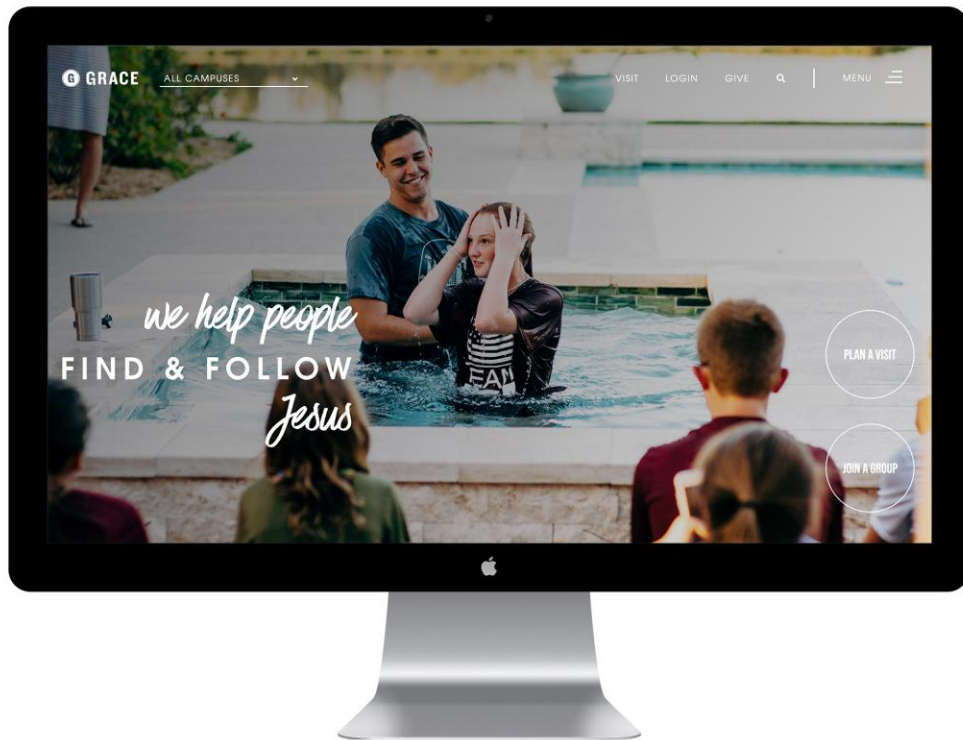 GRACE ALL CAMPUSES VISIT LOGIN GIVE MENU
we help people
FIND & FOLLOW
Jesus
PLAN A VISIT
JOIN A GROUP